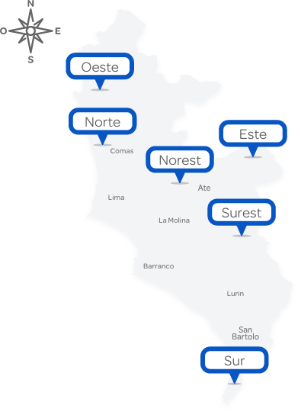 N
O
E
S
Oeste
Norte
Este
Comas
Norest
Ate
Lima
Surest
La Molina
Barranco
Lurin
San
Bartolo
Sur